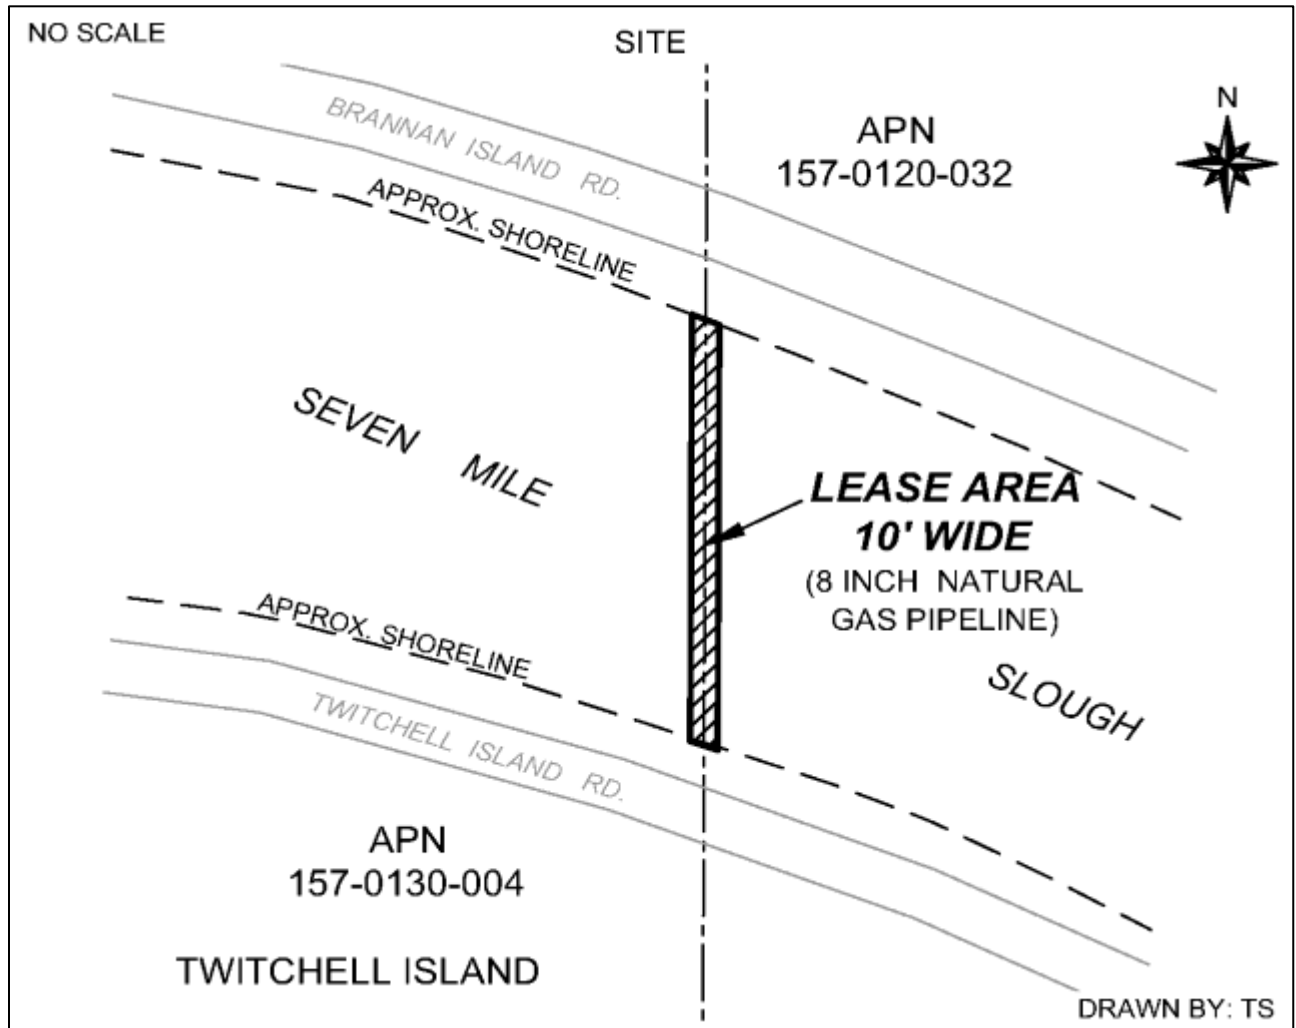 NO SCALE
SITE
N
BRANNAN ISLAND RD.
APN
157-0120-032
APPROX. SHORELINE
SEVEN MILE
LEASE AREA
10' WIDE
(8 INCH NATURAL
GAS PIPELINE)
APPROX. SHORELINE
SLOUGH
TWITCHELL ISLAND RD.
APN
157-0130-004
TWITCHELL ISLAND
DRAWN BY: TS